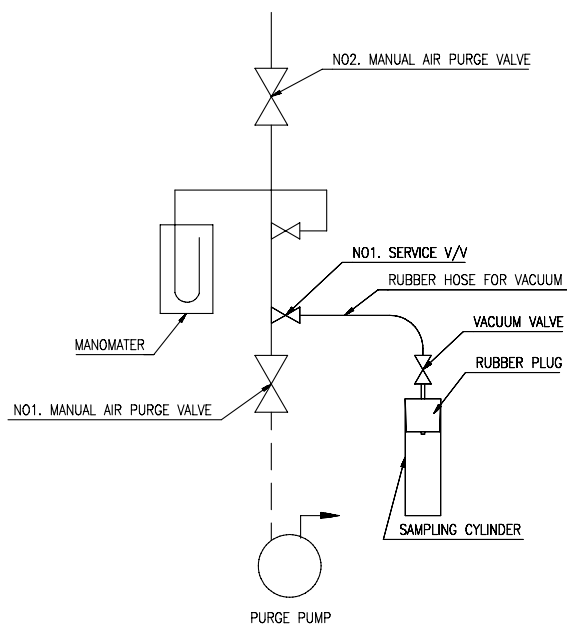 NO2. MANUAL AIR PURGE VALVE
NO1. SERVICE V/V
RUBBER HOSE FOR VACUUM
VACUUM VALVE
MANOMATER
RUBBER PLUG
NO1. MANUAL AIR PURGE VALVE
SAMPLING CYLINDER
PURGE PUMP